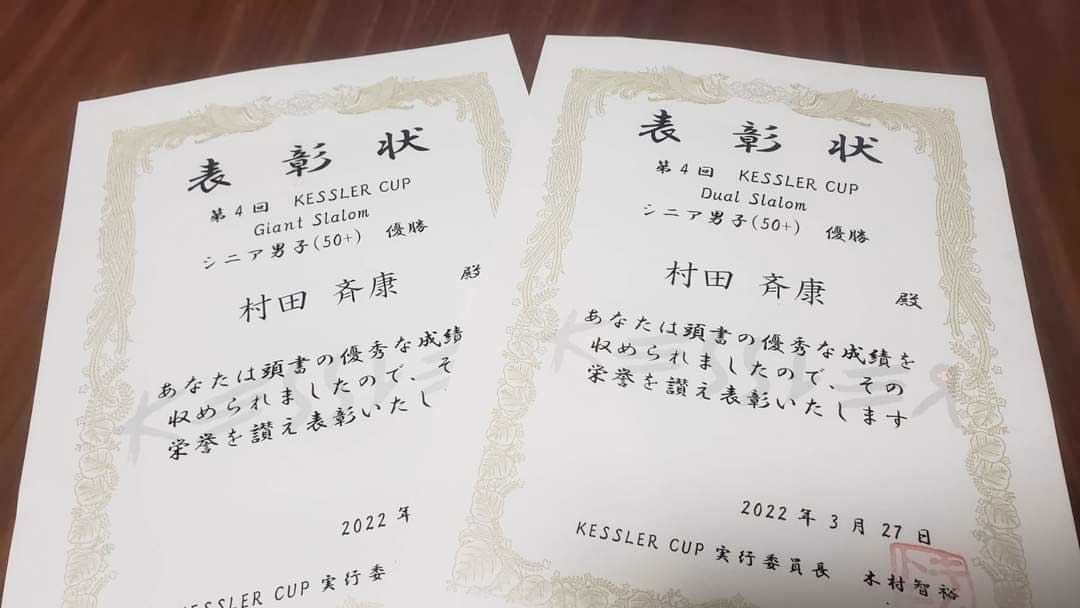 表彰状
第4回 KESSLER CUP
Giant Slalom
シニア男子(50+) 優勝
村田 斉康 殿
あなたは頭書の優秀な成績
収められましたので、そ
栄誉を讃え表彰いたし
2022 年
KESSLER CUP 実行委
KESSLER
表彰状
第4回 KESSLER CUP
Dual Slalom
シニア男子(50+) 優勝
村田 斉康 殿
あなたは頭書の優秀な成績を
収められましたので、その
栄誉を讃え表彰いたします
2022 年 3 月 27 日
KESSLER CUP 実行委員長 木村智裕
KESSLER